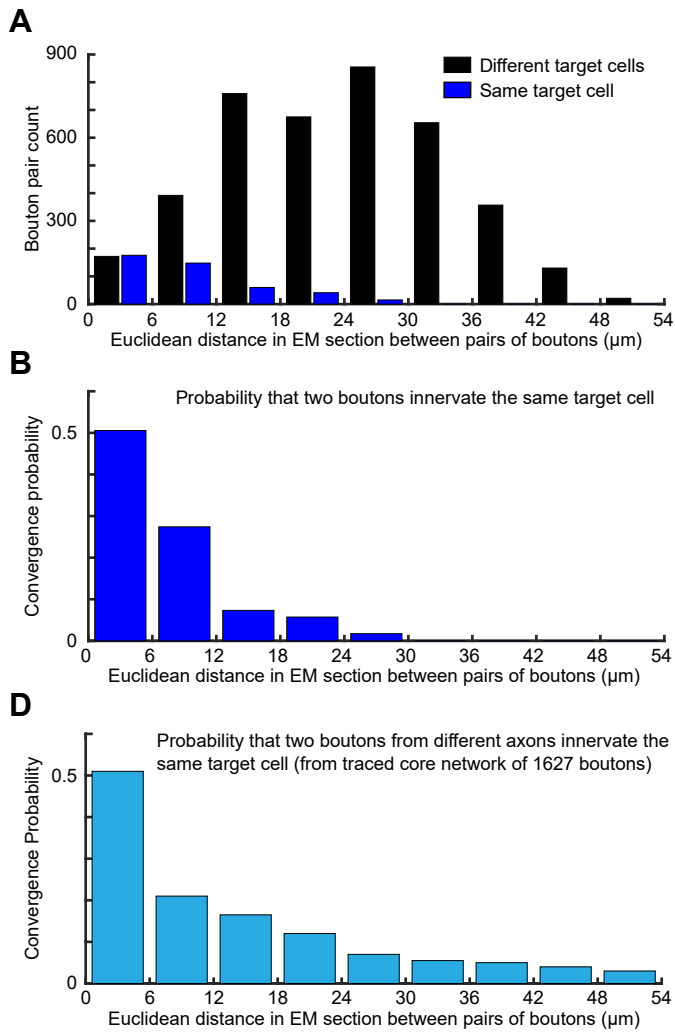 A
900
600
300
0
Bouton pair count
Different target cells
Same target cell
0 6 12 18 24 30 36 42 48 54
Euclidean distance in EM section between pairs of boutons (µm)
B
Probability that two boutons innervate the same target cell
0.5
0
Convergence probability
0 6 12 18 24 30 36 42 48 54
Euclidean distance in EM section between pairs of boutons (µm)
D
Probability that two boutons from different axons innervate the
same target cell (from traced core network of 1627 boutons)
0.5
0
Convergence Probability
0 6 12 18 24 30 36 42 48 54
Euclidean distance in EM section between pairs of boutons (µm)